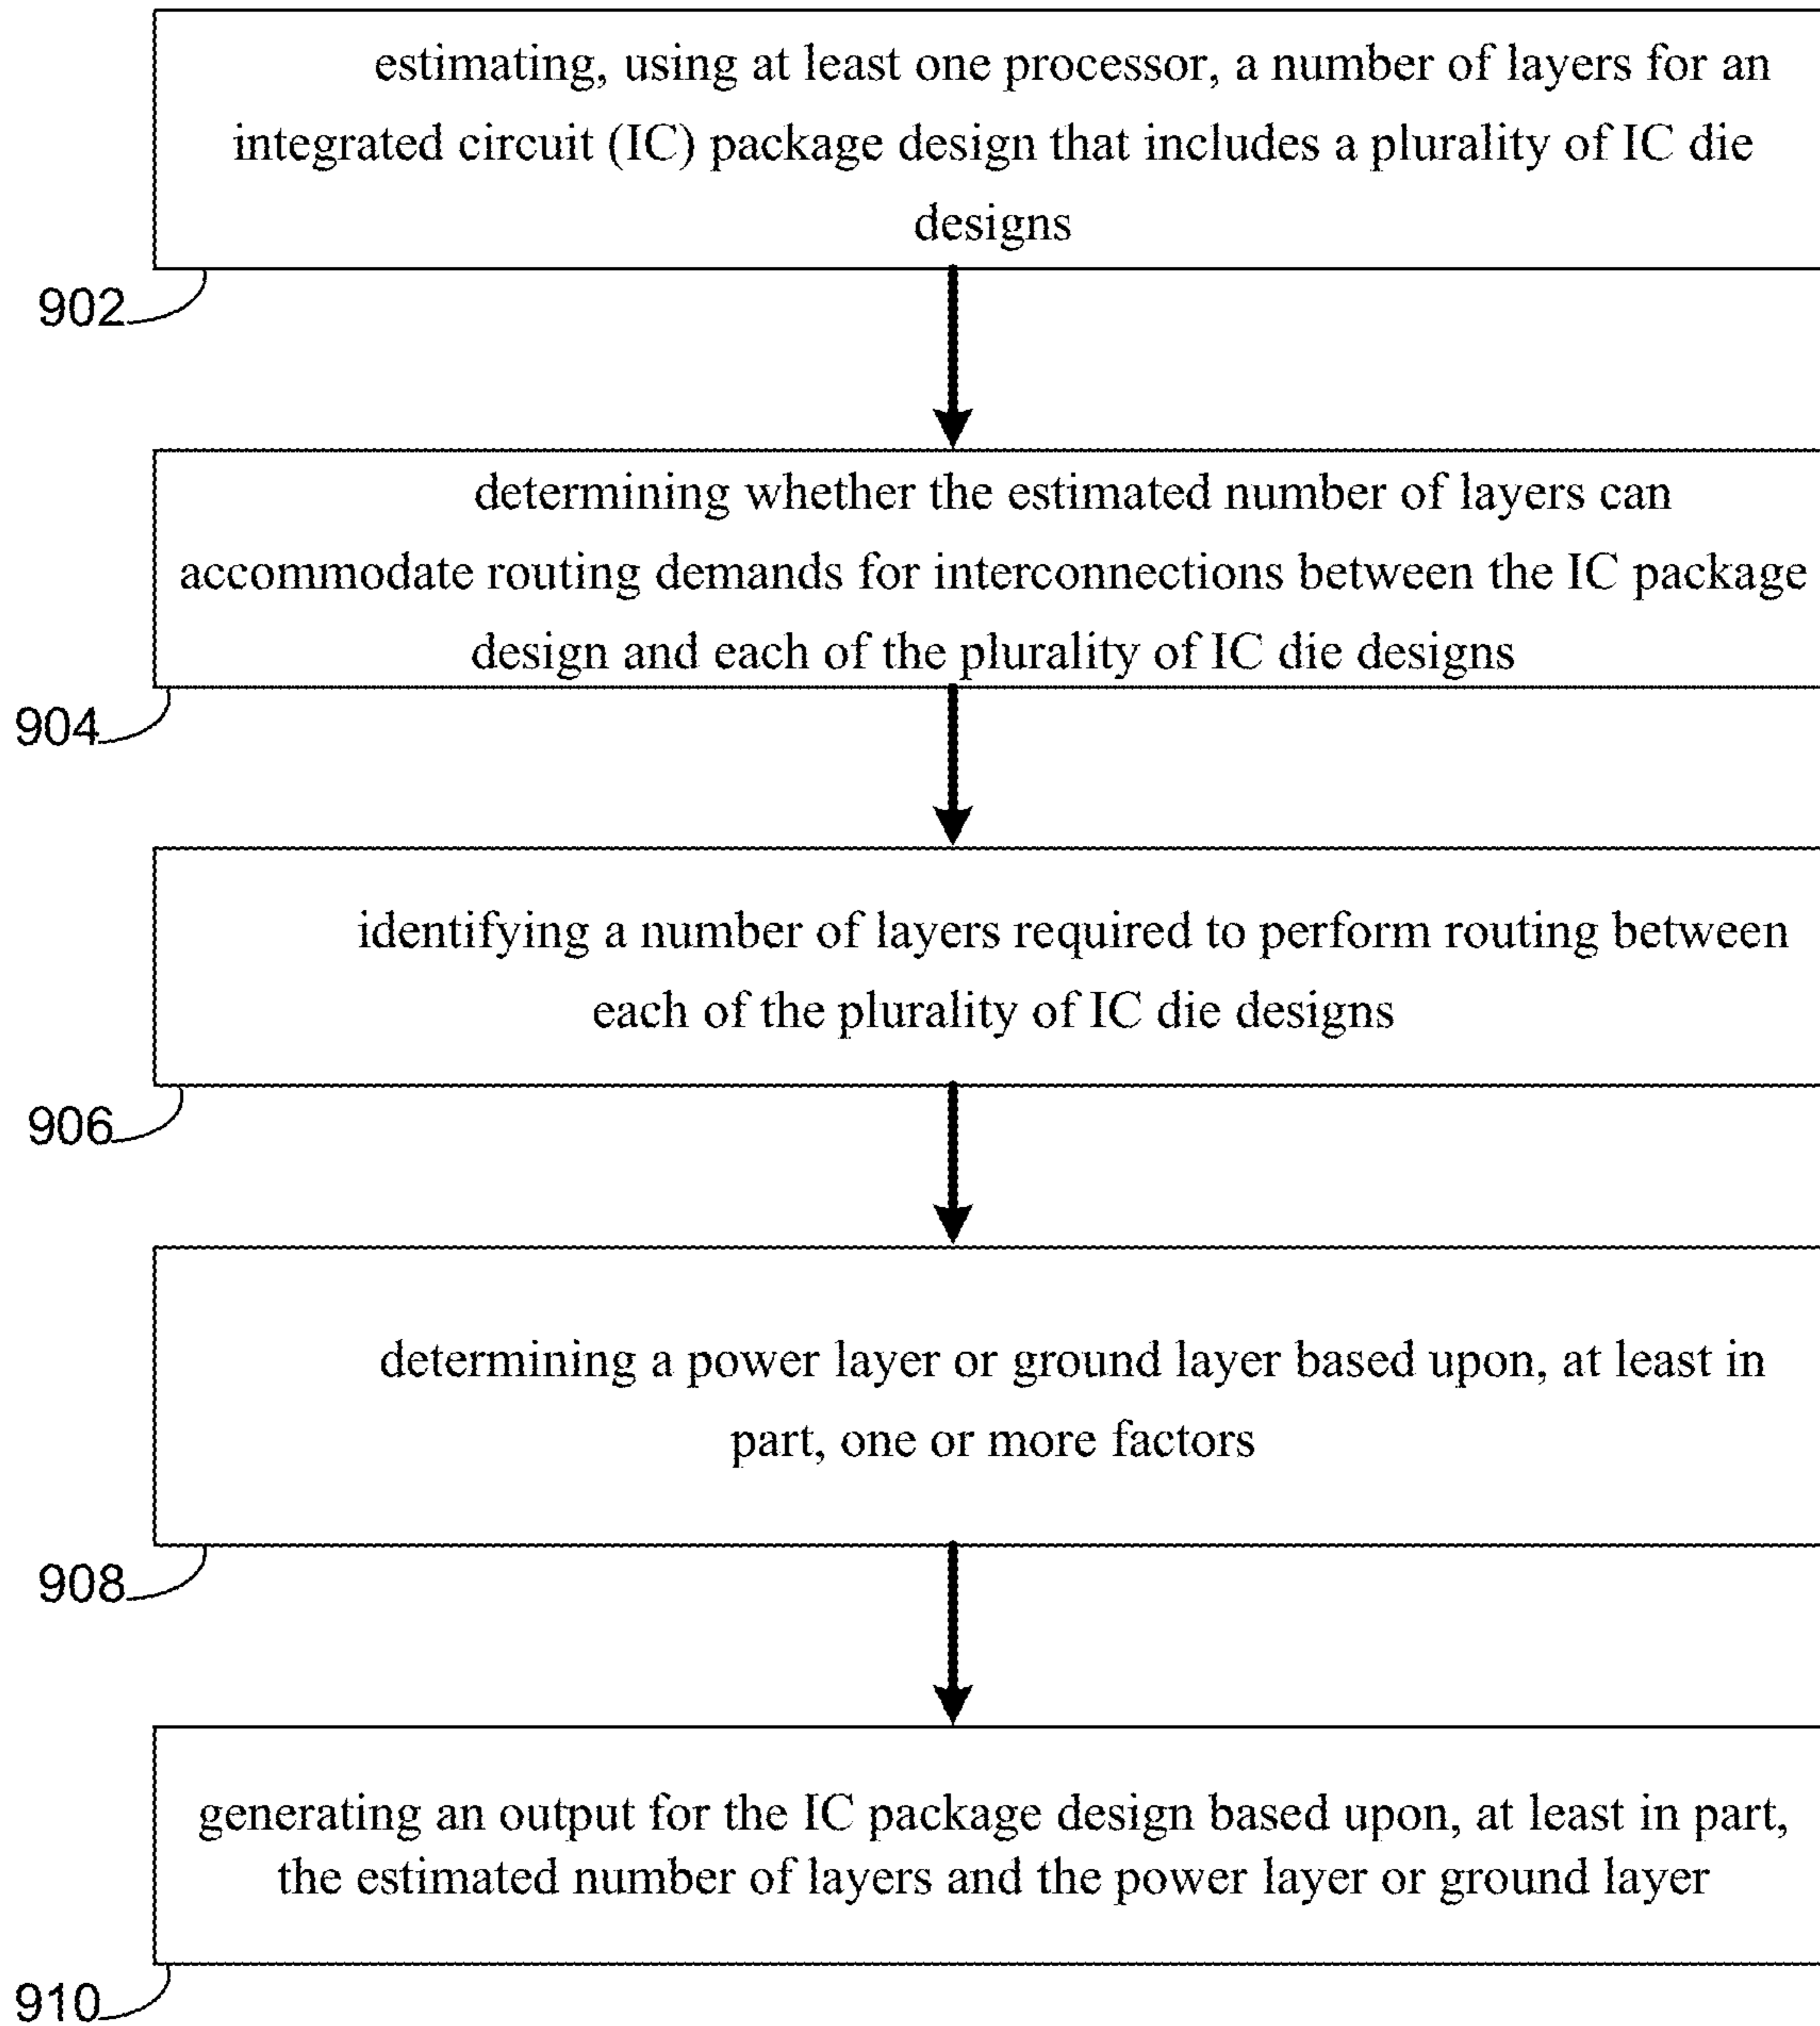 estimating, using at least one processor, a number of layers for an
integrated circuit (IC) package design that includes a plurality of IC die
designs
902
determining whether the estimated number of layers can
accommodate routing demands for interconnections between the IC package
design and each of the plurality of IC die designs
904
identifying a number of layers required to perform routing between
each of the plurality of IC die designs
906
determining a power layer or ground layer based upon, at least in
part, one or more factors
908
generating an output for the IC package design based upon, at least in part,
the estimated number of layers and the power layer or ground layer
910